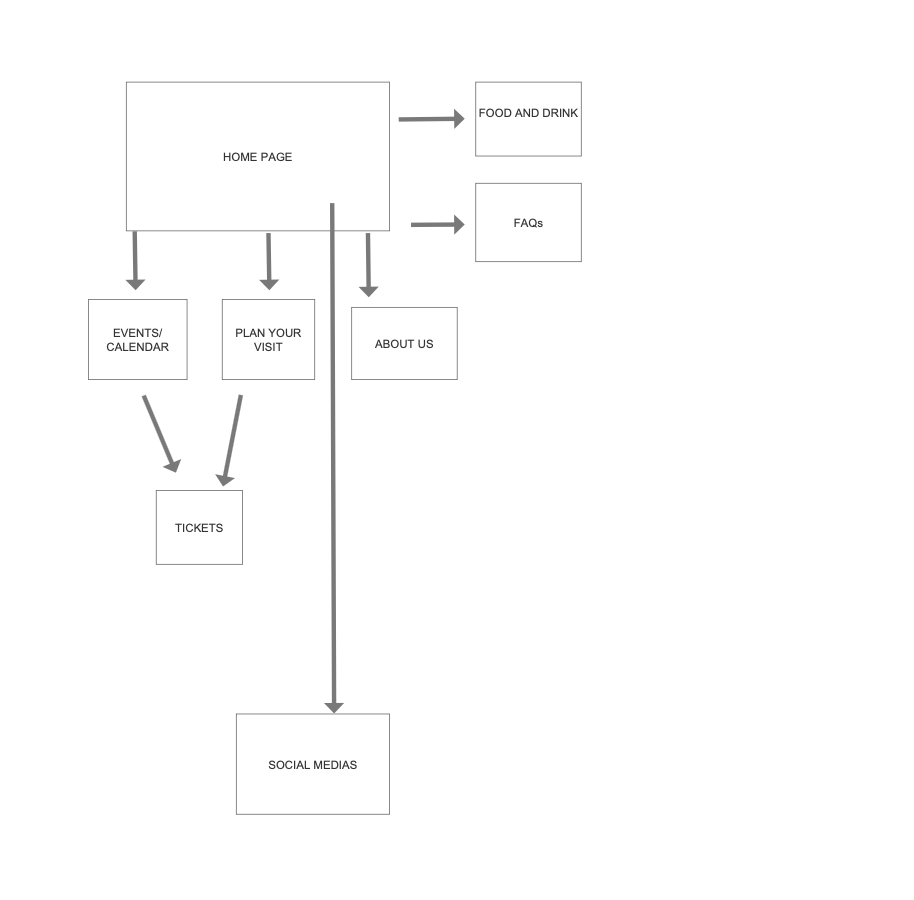 FOOD AND DRINK
HOME PAGE
FAQs
EVENTS/
CALENDAR
PLAN YOUR
VISIT
ABOUT US
TICKETS
SOCIAL MEDIAS